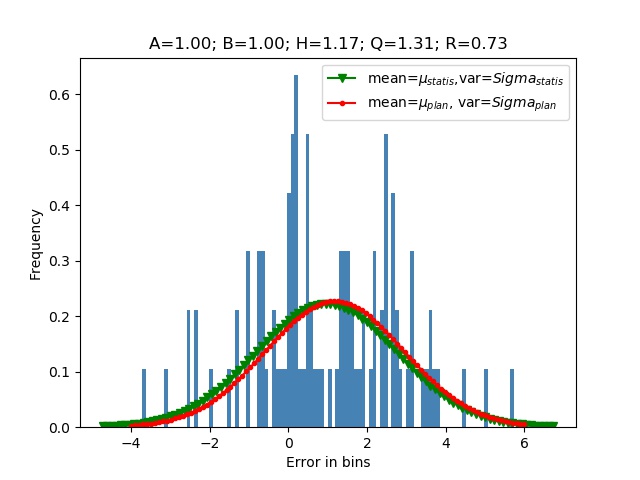 A=1.00; B=1.00; H=1.17; Q=1.31; R=0.73
mean=μstatis,var=Sigmastatis
mean=μplan, var=Sigmaplan
Frequency
0.6
0.5
0.4
0.3
0.2
0.1
0.0
−4 −2 0 2 4 6
Error in bins